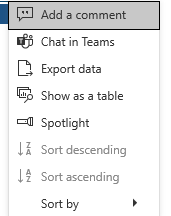 Add a comment
Chat in Teams
Export data
Show as a table
Spotlight
Sort descending
Sort ascending
Sort by